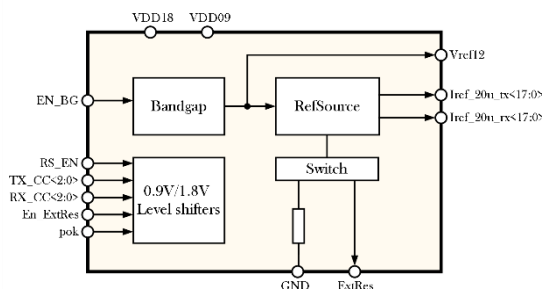 VDD18 VDD09
Vref12
EN_BG
Bandgap
RefSource
Iref_20u_tx<17:0>
Iref_20u_rx<17:0>
RS_EN
TX_CC<2:0>
RX_CC<2:0>
En_ExtRes
pok
0.9V/1.8V
Level shifters
Switch
GND
ExtRes